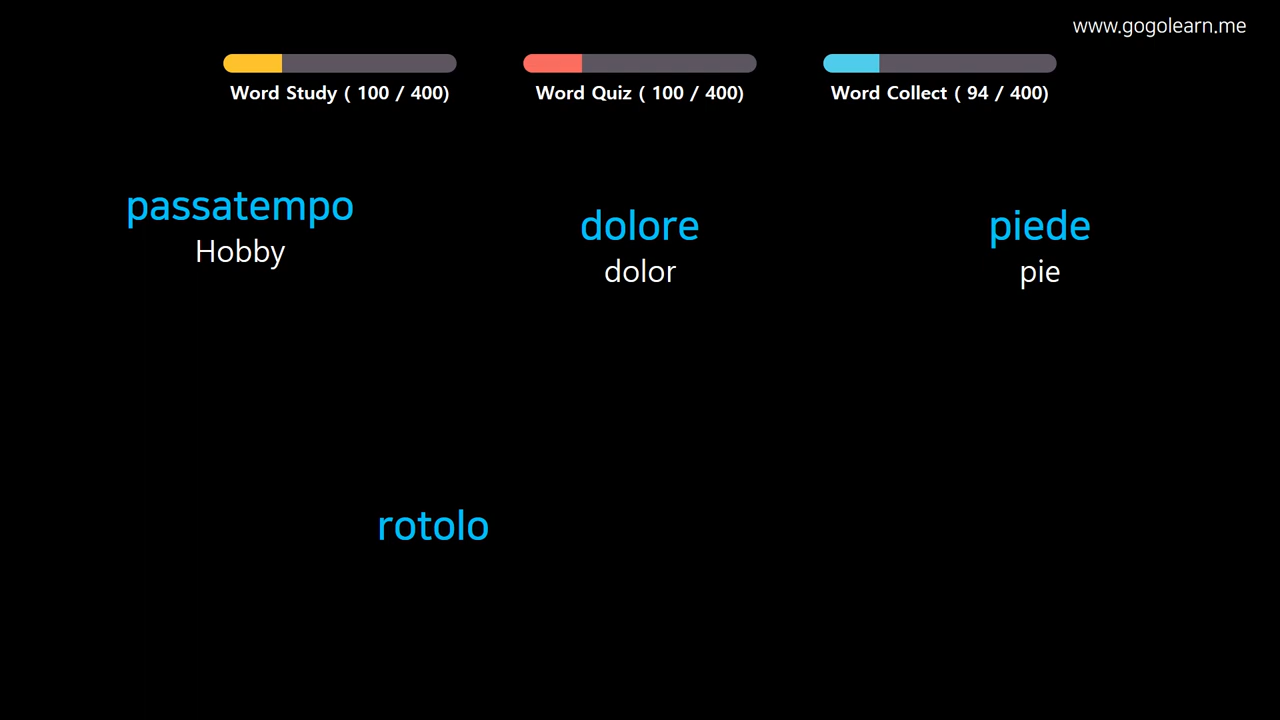 www.gogolearn.me
Word Study ( 100 / 400)
Word Quiz ( 100 / 400)
Word Collect ( 94 / 400)
passatempo
Hobby
dolore
dolor
piede
pie
rotolo